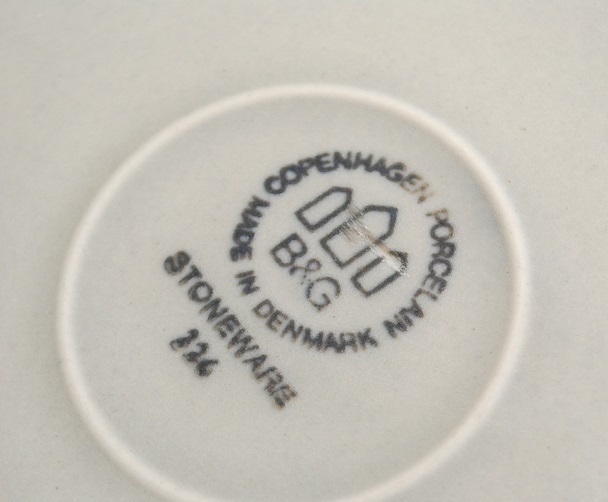 COPENHAGEN PORCELAIN
MADE IN DENMARK
B&G
STONEWARE